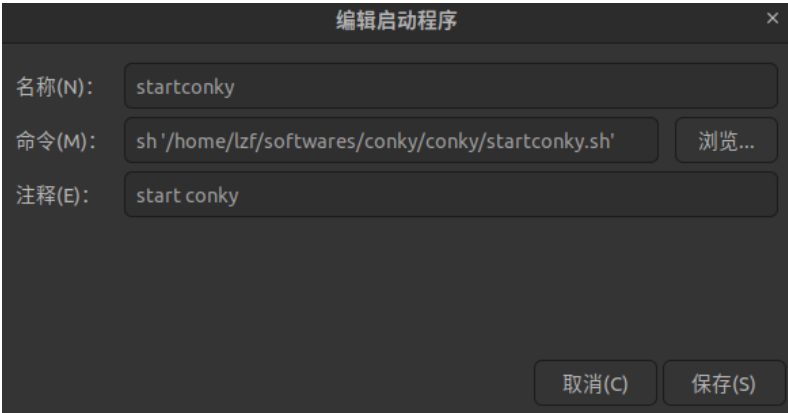 编辑启动程序 ×
名称(N)： startconky
命令(M)： sh '/home/lzf/softwares/conky/conky/startconky.sh' 浏览...
注释(E)： start conky
取消(C) 保存(S)